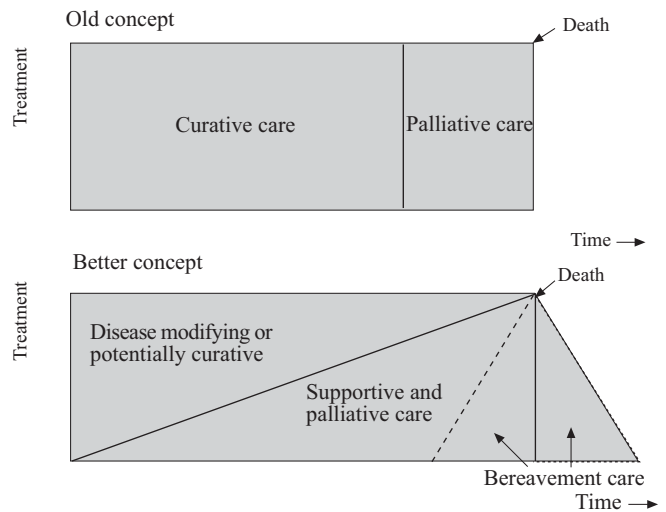 Old concept
Death
Treatment
Curative care
Palliative care
Time
Better concept
Death
Treatment
Disease modifying or
potentially curative
Supportive and
palliative care
Bereavement care
Time